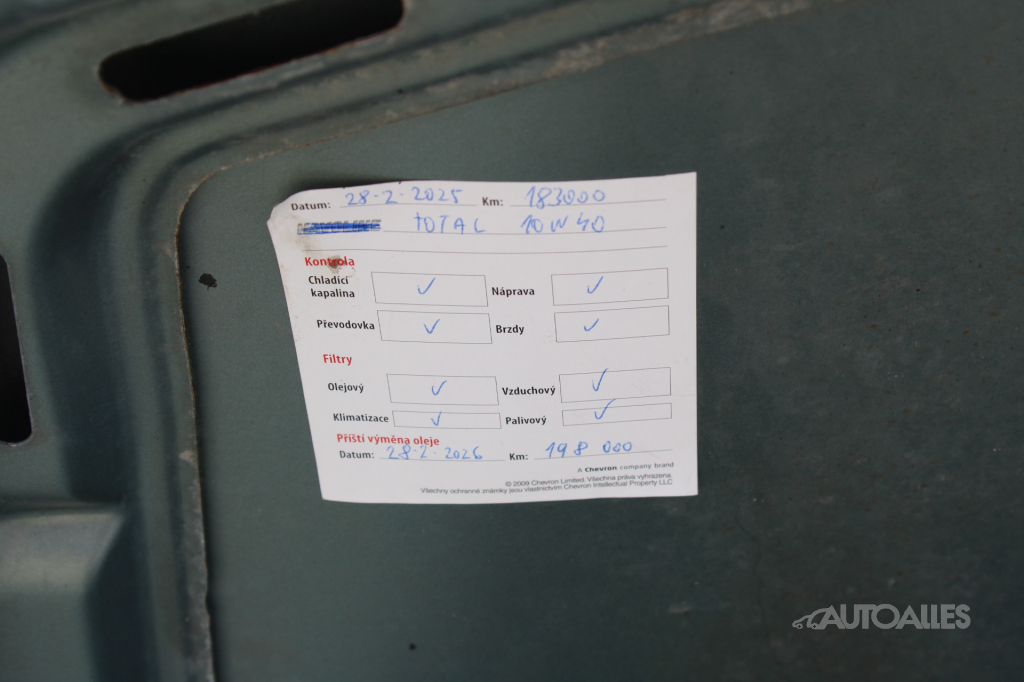 Datum: 28-2-2025 Km: 183000
TOTAL 10W40
Kontrola
Chladící kapalina ✓ Náprava ✓
Převodovka ✓ Brzdy ✓
Filtry
Olejový ✓ Vzduchový ✓
Klimatizace ✓ Palivový ✓
Příští výměna oleje
Datum: 28.2.2026 Km: 198 000
A Chevron company brand
© 2009 Chevron Limited. Všechna práva vyhrazena.
Všechny ochranné známky jsou vlastnictvím Chevron Intellectual Property LLC
AUTOALLES